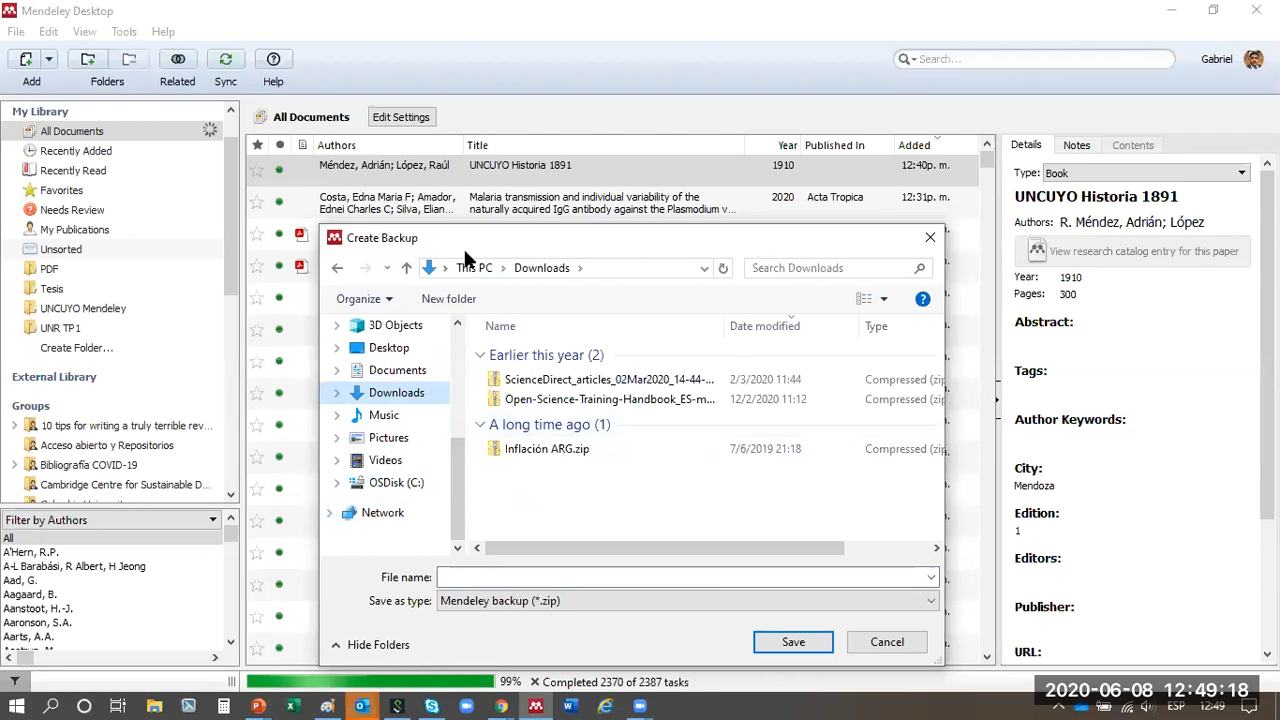 Mendeley Desktop
File Edit View Tools Help
Add Folders Related Sync Help
Search... Gabriel
My Library
All Documents
Recently Added
Recently Read
Favorites
Needs Review
My Publications
Unsorted
PDF
Tesis
UNCUYO Mendeley
UNR TP1
Create Folder...
External Library
Groups
10 tips for writing a truly terrible rev...
Acceso abierto y Repositorios
Bibliografía COVID-19
Cambridge Centre for Sustainable D...
Filter by Authors
All
A'Hern, R.P.
A-L Barabási, R Albert, H Jeong
Aad, G.
Aagaard, B.
Aanstoot, H.-J.
Aaronson, S.A.
Aarts, A.A.
All Documents Edit Settings
Authors Title Year Published In Added
Méndez, Adrián; López, Raúl UNCUYO Historia 1891 1910 12:40p. m.
Costa, Edna Maria F; Amador, Malaria transmission and individual variability of the 2020 Acta Tropica 12:31p. m.
Ednei Charles C; Silva, Elian... naturally acquired IgG antibody against the Plasmodium v...
Create Backup
This PC Downloads Search Downloads
Organize New folder
3D Objects
Desktop
Documents
Downloads
Music
Pictures
Videos
OSDisk (C:)
Network
Name Date modified Type
Earlier this year (2)
ScienceDirect_articles_02Mar2020_14-44-... 2/3/2020 11:44 Compressed (zip
Open-Science-Training-Handbook_ES-m... 12/2/2020 11:12 Compressed (zip
A long time ago (1)
Inflación ARG.zip 7/6/2019 21:18 Compressed (zip
File name:
Save as type: Mendeley backup (*.zip)
Hide Folders Save Cancel
99% Completed 2370 of 2387 tasks
Details Notes Contents
Type: Book
UNCUYO Historia 1891
Authors: R. Méndez, Adrián; López
View research catalog entry for this paper
Year: 1910
Pages: 300
Abstract:
Tags:
Author Keywords:
City:
Mendoza
Edition:
1
Editors:
Publisher:
URL:
2020-06-08 12:49:18
12:49 ESP